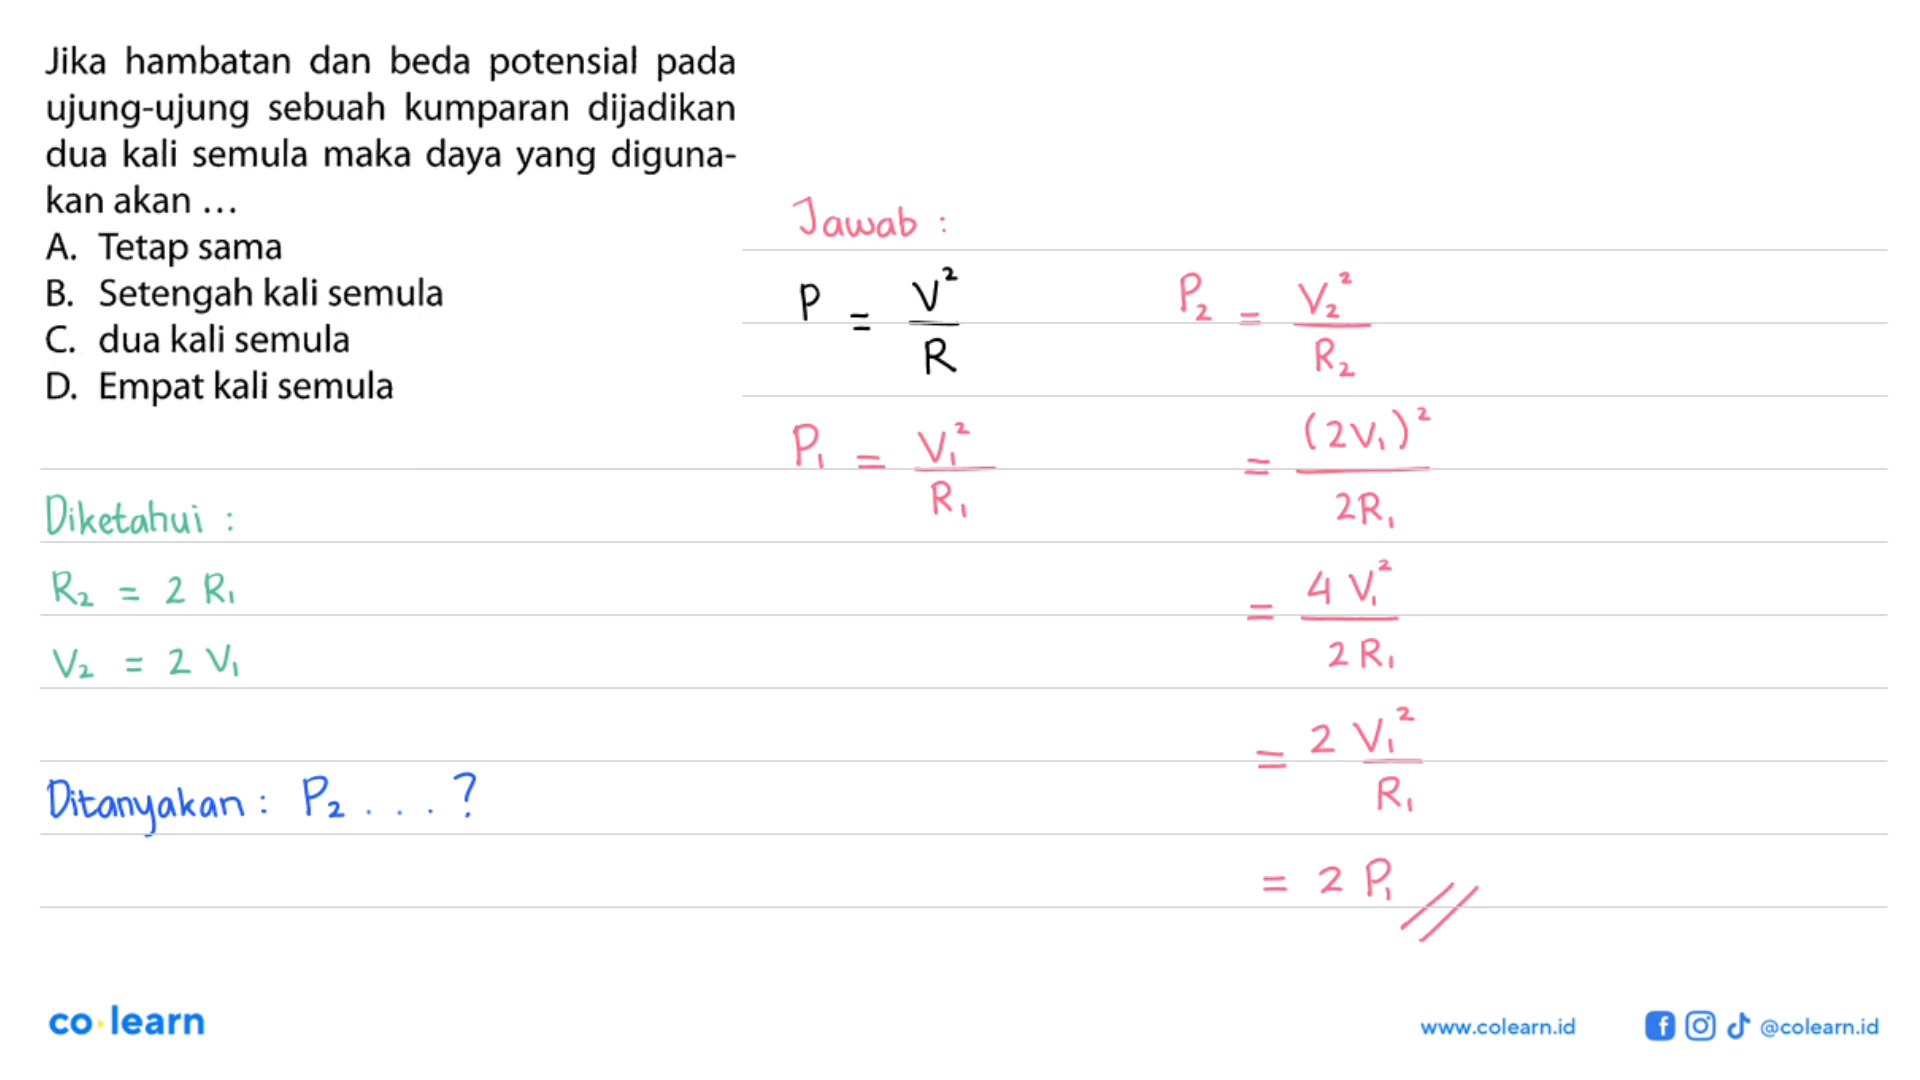 Jika hambatan dan beda potensial pada
ujung-ujung sebuah kumparan dijadikan
dua kali semula maka daya yang diguna-
kan akan ...
A. Tetap sama
B. Setengah kali semula
C. dua kali semula
D. Empat kali semula
Diketahui :
R₂ = 2 R₁
V₂ = 2 V₁
Ditanyakan : P₂ . . . ?
Jawab :
P = V² / R
P₁ = V₁² / R₁
P₂ = V₂² / R₂
= (2V₁)² / 2R₁
= 4 V₁² / 2 R₁
= 2 V₁² / R₁
= 2 P₁ //
co learn
www.colearn.id
@colearn.id